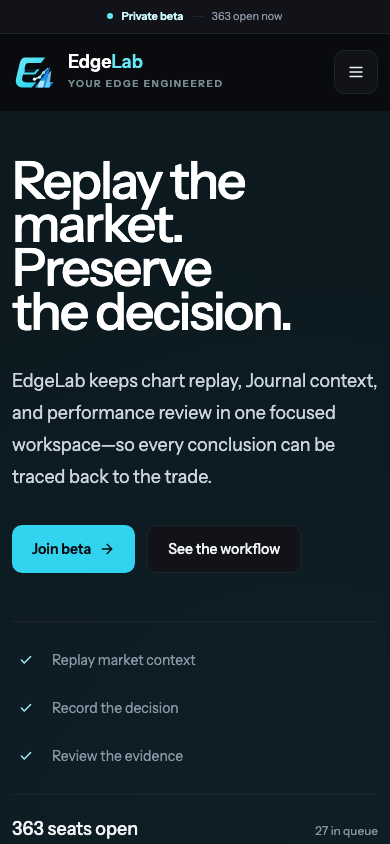 Private beta — 363 open now
EdgeLab
YOUR EDGE ENGINEERED
Replay the
market.
Preserve
the decision.
EdgeLab keeps chart replay, Journal context,
and performance review in one focused
workspace—so every conclusion can be
traced back to the trade.
Join beta →
See the workflow
Replay market context
Record the decision
Review the evidence
363 seats open
27 in queue